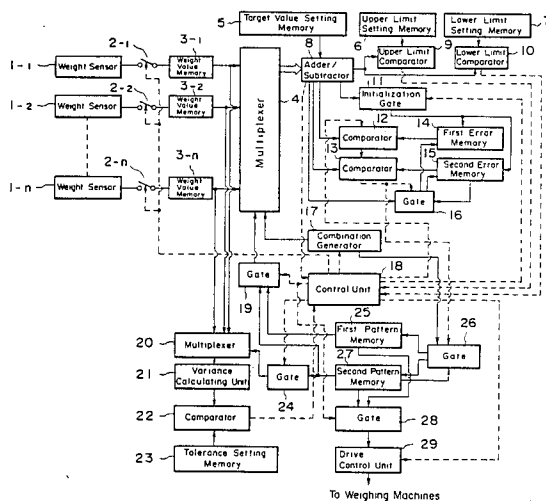 5
Target Value Setting Memory
Upper Limit Setting Memory
Lower Limit Setting Memory
7
8
6
9
10
1-1
Weight Sensor
2-1
3-1
Weight Value Memory
Multiplexer
4
Adder/Subtractor
Upper Limit Comparator
Lower Limit Comparator
11
Initialization Gate
1-2
Weight Sensor
2-2
3-2
Weight Value Memory
12
Comparator
14
First Error Memory
13
Comparator
15
Second Error Memory
1-n
Weight Sensor
2-n
3-n
Weight Value Memory
Gate
16
17
Combination Generator
Gate
19
Control Unit
18
25
First Pattern Memory
26
Gate
20
Multiplexer
27
Second Pattern Memory
21
Variance Calculating Unit
Gate
24
22
Comparator
Gate
28
23
Tolerance Setting Memory
Drive Control Unit
29
To Weighing Machines